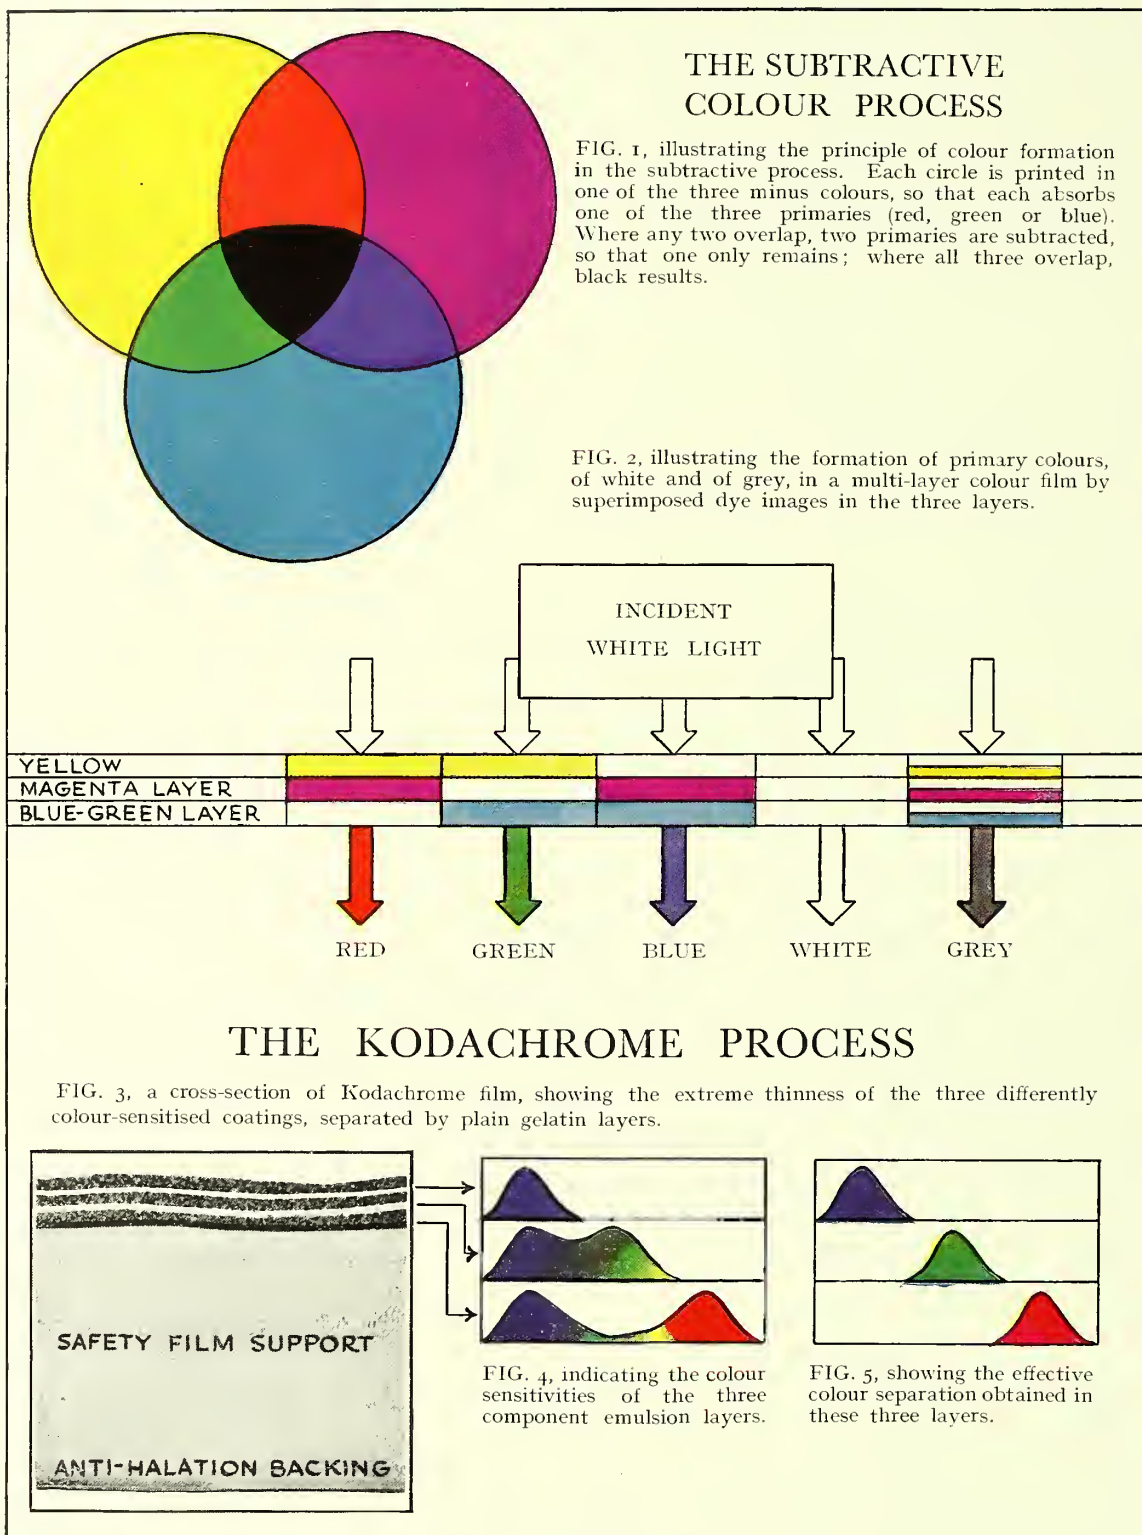 THE SUBTRACTIVE
COLOUR PROCESS
FIG. 1, illustrating the principle of colour formation
in the subtractive process. Each circle is printed in
one of the three minus colours, so that each absorbs
one of the three primaries (red, green or blue).
Where any two overlap, two primaries are subtracted,
so that one only remains; where all three overlap,
black results.
FIG. 2, illustrating the formation of primary colours,
of white and of grey, in a multi-layer colour film by
superimposed dye images in the three layers.
INCIDENT
WHITE LIGHT
YELLOW
MAGENTA LAYER
BLUE-GREEN LAYER
RED GREEN BLUE WHITE GREY
THE KODACHROME PROCESS
FIG. 3, a cross-section of Kodachrome film, showing the extreme thinness of the three differently
colour-sensitised coatings, separated by plain gelatin layers.
SAFETY FILM SUPPORT
ANTI-HALATION BACKING
FIG. 4, indicating the colour
sensitivities of the three
component emulsion layers.
FIG. 5, showing the effective
colour separation obtained in
these three layers.